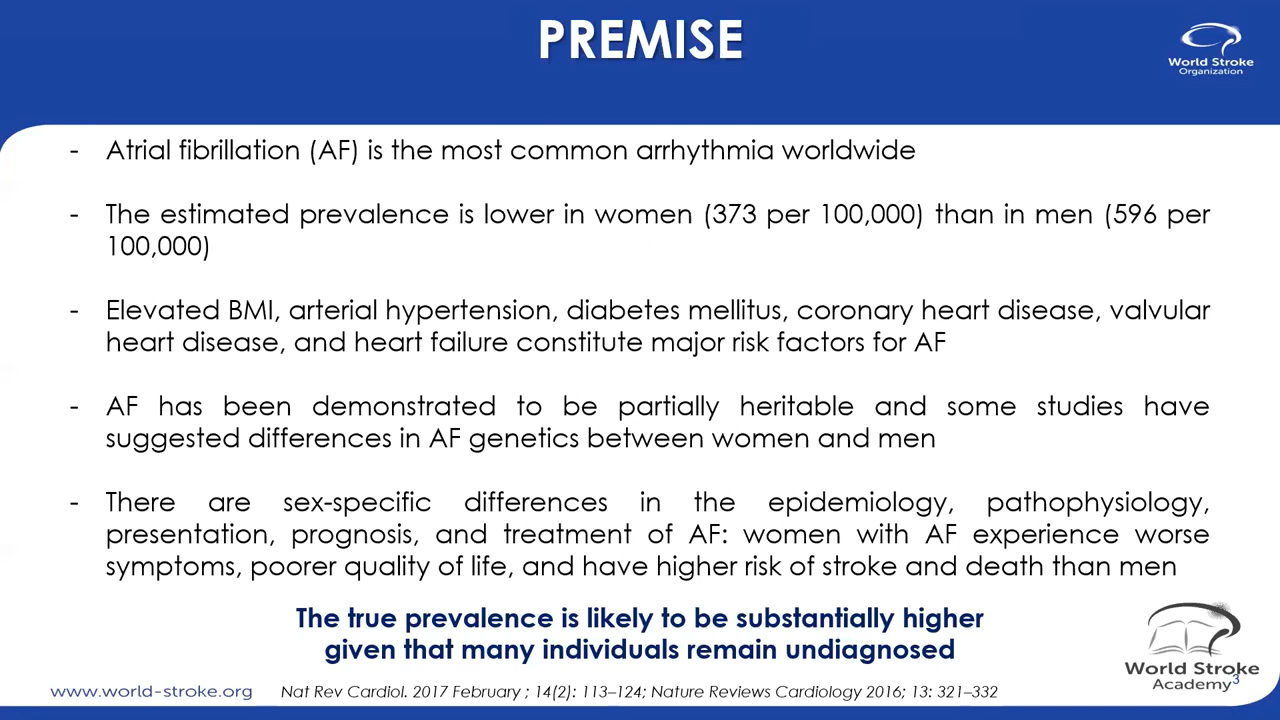 PREMISE
World Stroke
Organization
- Atrial fibrillation (AF) is the most common arrhythmia worldwide
- The estimated prevalence is lower in women (373 per 100,000) than in men (596 per
100,000)
- Elevated BMI, arterial hypertension, diabetes mellitus, coronary heart disease, valvular
heart disease, and heart failure constitute major risk factors for AF
- AF has been demonstrated to be partially heritable and some studies have
suggested differences in AF genetics between women and men
- There are sex-specific differences in the epidemiology, pathophysiology,
presentation, prognosis, and treatment of AF: women with AF experience worse
symptoms, poorer quality of life, and have higher risk of stroke and death than men
The true prevalence is likely to be substantially higher
given that many individuals remain undiagnosed
World Stroke
Academy
3
www.world-stroke.org
Nat Rev Cardiol. 2017 February ; 14(2): 113–124; Nature Reviews Cardiology 2016; 13: 321–332